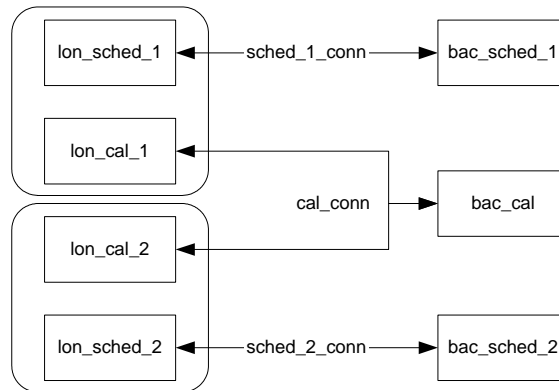 lon_sched_1 sched_1_conn bac_sched_1
lon_cal_1
cal_conn bac_cal
lon_cal_2
lon_sched_2 sched_2_conn bac_sched_2